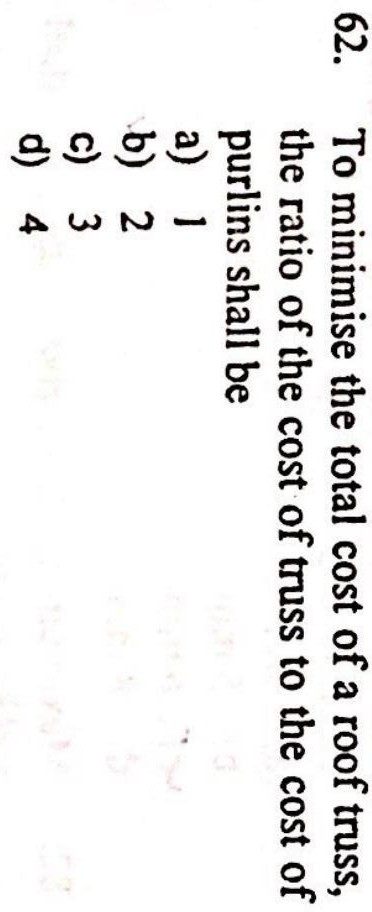 62. To minimise the total cost of a roof truss,
the ratio of the cost of truss to the cost of
purlins shall be
a) 1
b) 2
c) 3
d) 4